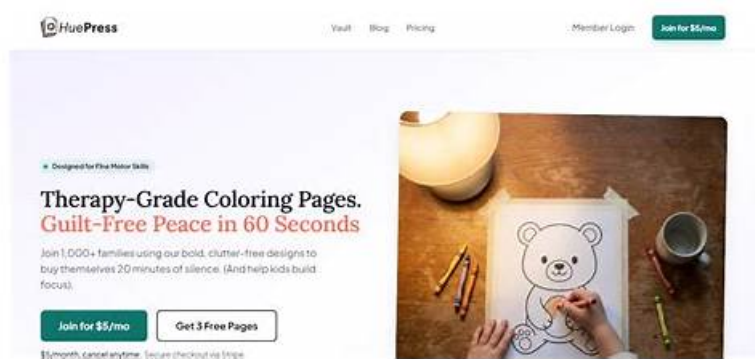 HuePress
Vault Blog Pricing
Member Login
Join for $5/mo
Designed for Fine Motor Skills
Therapy-Grade Coloring Pages.
Guilt-Free Peace in 60 Seconds
Join 1,000+ families using our bold, clutter-free designs to
buy themselves 20 minutes of silence. (And help kids build
focus).
Join for $5/mo
Get 3 Free Pages
$5/month, cancel anytime. Secure checkout via Stripe.